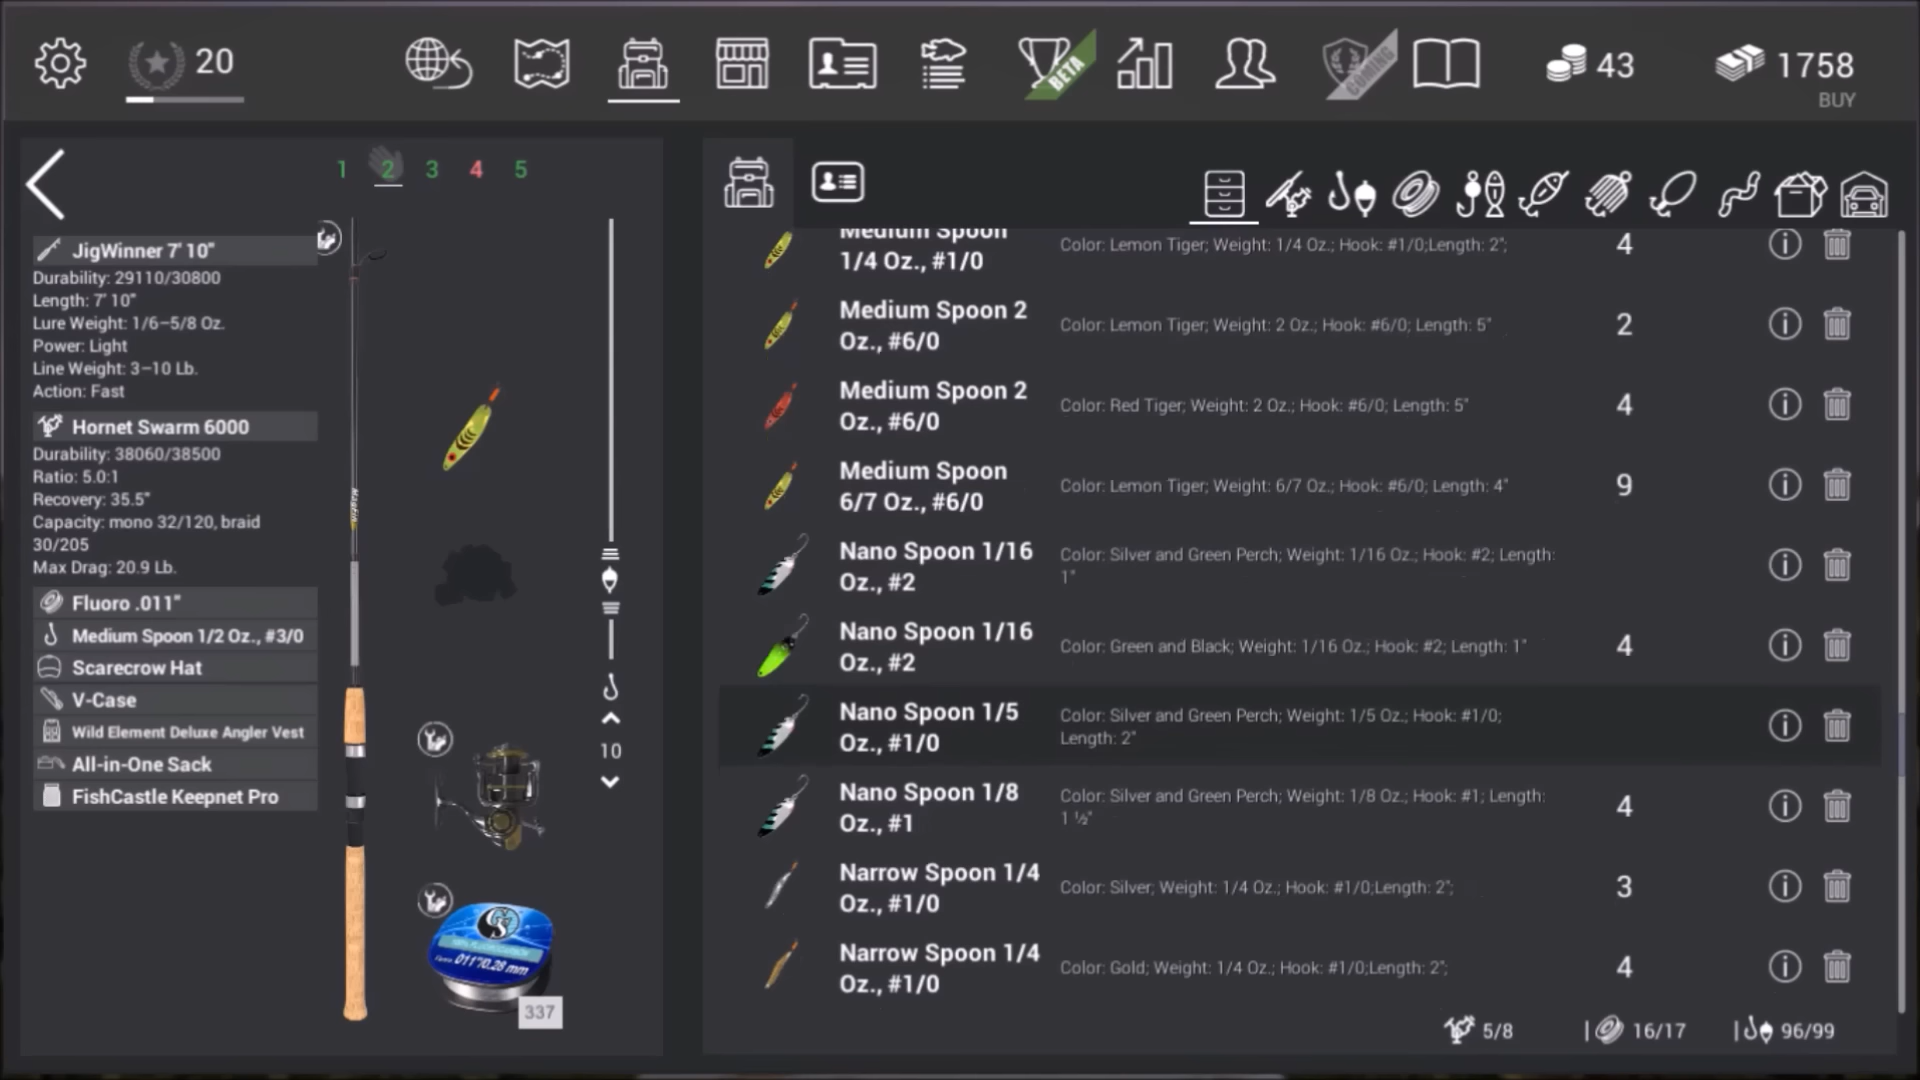 20
BETA
COMING
43
1758
BUY
1 2 3 4 5
JigWinner 7' 10"
Durability: 29110/30800
Length: 7' 10"
Lure Weight: 1/6–5/8 Oz.
Power: Light
Line Weight: 3–10 Lb.
Action: Fast
Hornet Swarm 6000
Durability: 38060/38500
Ratio: 5.0:1
Recovery: 35.5"
Capacity: mono 32/120, braid
30/205
Max Drag: 20.9 Lb.
Fluoro .011"
Medium Spoon 1/2 Oz., #3/0
Scarecrow Hat
V-Case
Wild Element Deluxe Angler Vest
All-in-One Sack
FishCastle Keepnet Pro
10
011"/0.28 mm
337
Medium Spoon
1/4 Oz., #1/0
Color: Lemon Tiger; Weight: 1/4 Oz.; Hook: #1/0;Length: 2";
4
Medium Spoon 2
Oz., #6/0
Color: Lemon Tiger; Weight: 2 Oz.; Hook: #6/0; Length: 5"
2
Medium Spoon 2
Oz., #6/0
Color: Red Tiger; Weight: 2 Oz.; Hook: #6/0; Length: 5"
4
Medium Spoon
6/7 Oz., #6/0
Color: Lemon Tiger; Weight: 6/7 Oz.; Hook: #6/0; Length: 4"
9
Nano Spoon 1/16
Oz., #2
Color: Silver and Green Perch; Weight: 1/16 Oz.; Hook: #2; Length:
1"
Nano Spoon 1/16
Oz., #2
Color: Green and Black; Weight: 1/16 Oz.; Hook: #2; Length: 1"
4
Nano Spoon 1/5
Oz., #1/0
Color: Silver and Green Perch; Weight: 1/5 Oz.; Hook: #1/0;
Length: 2"
Nano Spoon 1/8
Oz., #1
Color: Silver and Green Perch; Weight: 1/8 Oz.; Hook: #1; Length:
1 ½"
4
Narrow Spoon 1/4
Oz., #1/0
Color: Silver; Weight: 1/4 Oz.; Hook: #1/0;Length: 2";
3
Narrow Spoon 1/4
Oz., #1/0
Color: Gold; Weight: 1/4 Oz.; Hook: #1/0;Length: 2";
4
5/8
16/17
96/99